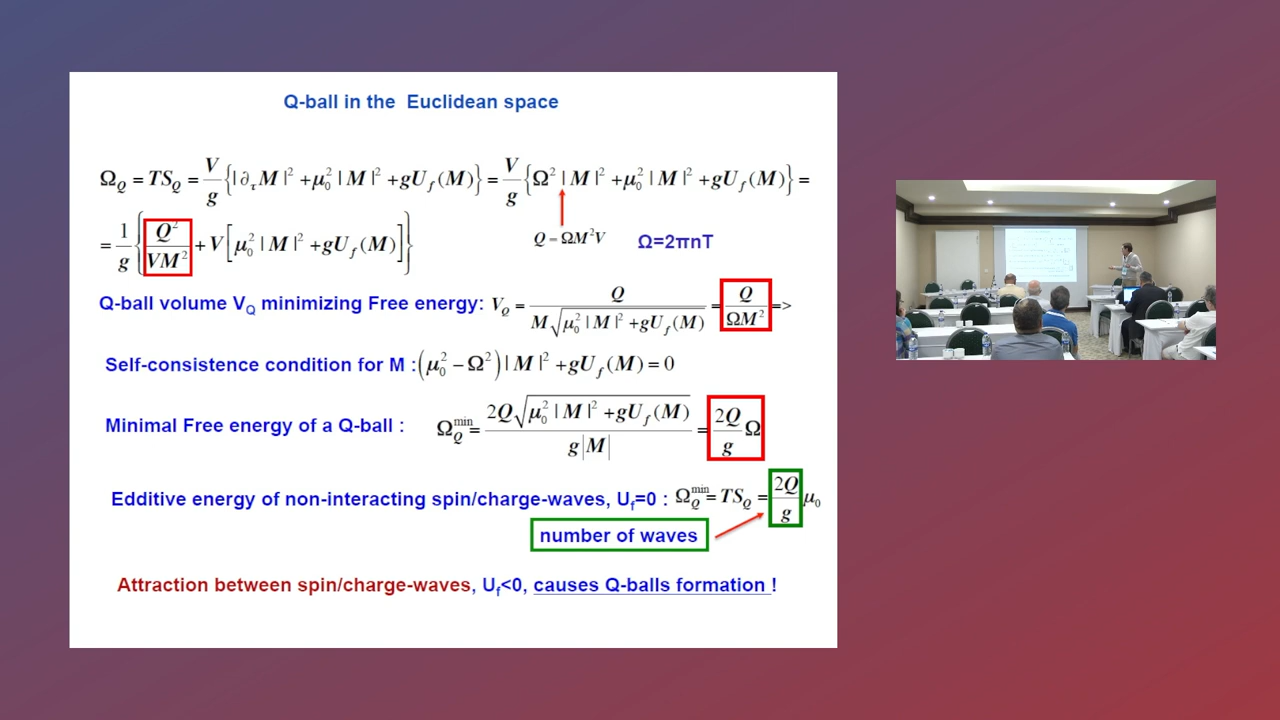 Q-ball in the Euclidean space
Ω_Q = TS_Q = V/g {|∂_τ M|² + μ₀² |M|² + gU_f(M)} = V/g {Ω² |M|² + μ₀² |M|² + gU_f(M)} =
= 1/g {Q²/VM² + V[μ₀² |M|² + gU_f(M)]}
Q = ΩM²V
Ω=2πnT
Q-ball volume V_Q minimizing Free energy: V_Q = Q / M√(μ₀² |M|² + gU_f(M)) = Q/ΩM² =>
Self-consistence condition for M : (μ₀² − Ω²) |M|² + gU_f(M) = 0
Minimal Free energy of a Q-ball : Ω_Q^min = 2Q√(μ₀² |M|² + gU_f(M)) / g|M| = 2Q/g Ω
Edditive energy of non-interacting spin/charge-waves, U_f=0 : Ω_Q^min = TS_Q = 2Q/g μ₀
number of waves
Attraction between spin/charge-waves, U_f<0, causes Q-balls formation !